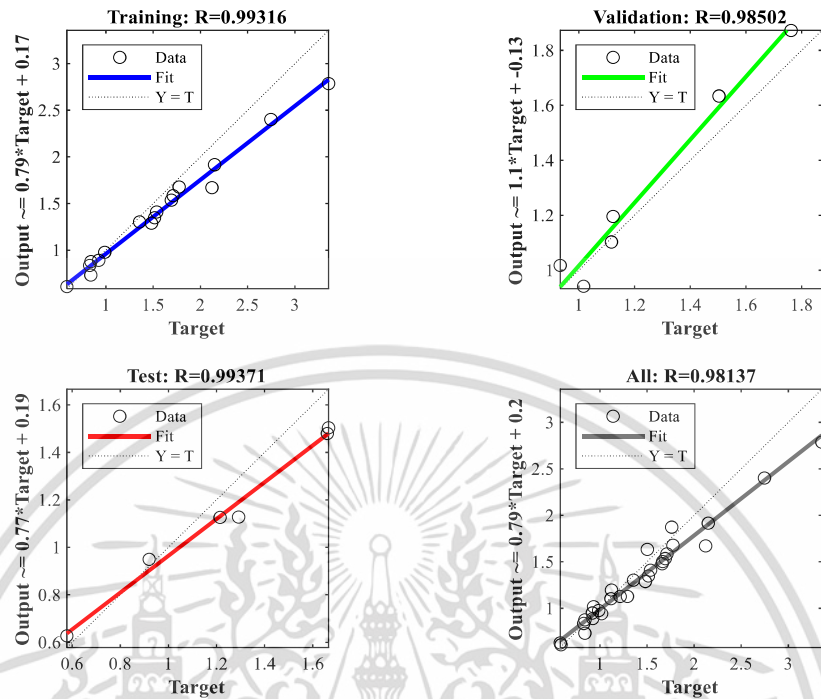 Training: R=0.99316
Output ~= 0.79*Target + 0.17
3
2.5
2
1.5
1
Data
Fit
Y = T
1 1.5 2 2.5 3
Target
Validation: R=0.98502
Output ~= 1.1*Target + -0.13
1.8
1.6
1.4
1.2
1
Data
Fit
Y = T
1 1.2 1.4 1.6 1.8
Target
Test: R=0.99371
Output ~= 0.77*Target + 0.19
1.6
1.4
1.2
1
0.8
0.6
Data
Fit
Y = T
0.6 0.8 1 1.2 1.4 1.6
Target
All: R=0.98137
Output ~= 0.79*Target + 0.2
3
2.5
2
1.5
1
Data
Fit
Y = T
1 1.5 2 2.5 3
Target